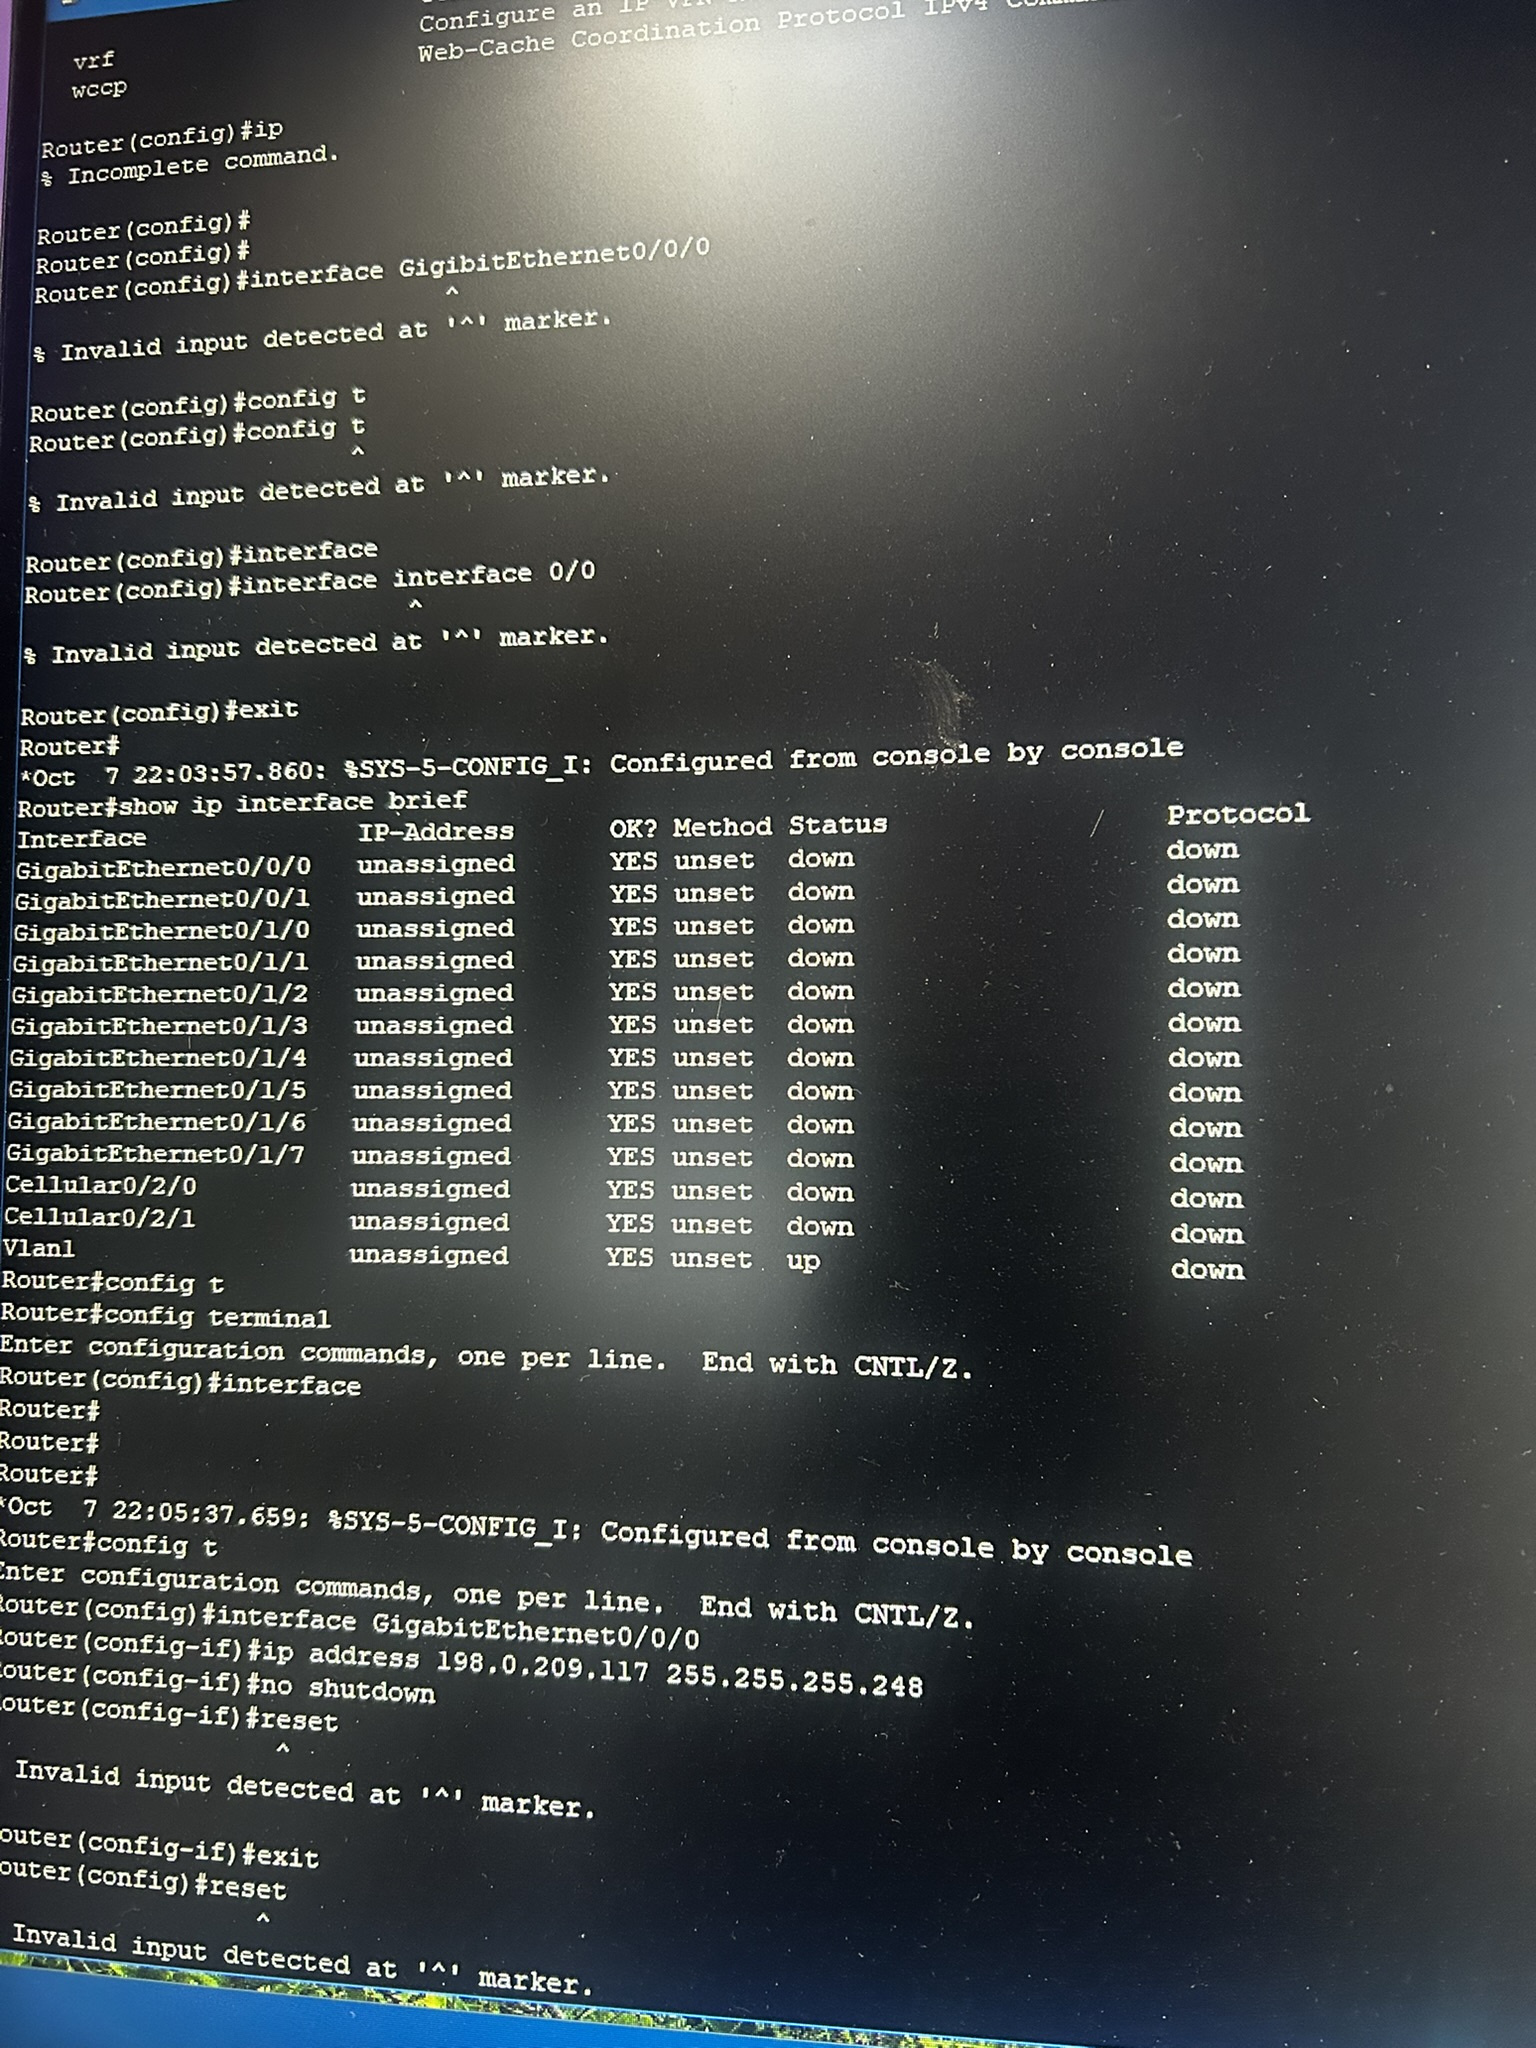 Configure an IP
vrf
Web-Cache Coordination Protocol IPv4
wccp
Router(config)#ip
% Incomplete command.
Router(config)#
Router(config)#
Router(config)#interface GigibitEthernet0/0/0
^
% Invalid input detected at '^' marker.
Router(config)#config t
Router(config)#config t
^
% Invalid input detected at '^' marker.
Router(config)#interface
Router(config)#interface interface 0/0
^
% Invalid input detected at '^' marker.
Router(config)#exit
Router#
*Oct  7 22:03:57.860: %SYS-5-CONFIG_I: Configured from console by console
Router#show ip interface brief
Interface IP-Address OK? Method Status Protocol
GigabitEthernet0/0/0 unassigned YES unset down down
GigabitEthernet0/0/1 unassigned YES unset down down
GigabitEthernet0/1/0 unassigned YES unset down down
GigabitEthernet0/1/1 unassigned YES unset down down
GigabitEthernet0/1/2 unassigned YES unset down down
GigabitEthernet0/1/3 unassigned YES unset down down
GigabitEthernet0/1/4 unassigned YES unset down down
GigabitEthernet0/1/5 unassigned YES unset down down
GigabitEthernet0/1/6 unassigned YES unset down down
GigabitEthernet0/1/7 unassigned YES unset down down
Cellular0/2/0 unassigned YES unset down down
Cellular0/2/1 unassigned YES unset down down
Vlan1 unassigned YES unset up down
Router#config t
Router#config terminal
Enter configuration commands, one per line.  End with CNTL/Z.
Router(config)#interface
Router#
Router#
Router#
*Oct  7 22:05:37.659: %SYS-5-CONFIG_I: Configured from console by console
Router#config t
Enter configuration commands, one per line.  End with CNTL/Z.
Router(config)#interface GigabitEthernet0/0/0
outer(config-if)#ip address 198.0.209.117 255.255.255.248
outer(config-if)#no shutdown
outer(config-if)#reset
^
Invalid input detected at '^' marker.
outer(config-if)#exit
outer(config)#reset
^
Invalid input detected at '^' marker.